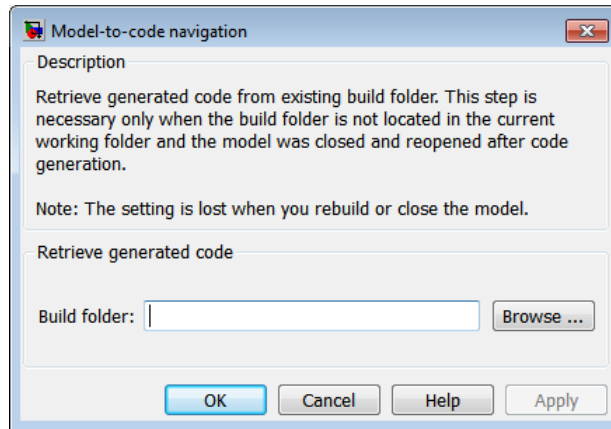 Model-to-code navigation
Description
Retrieve generated code from existing build folder. This step is
necessary only when the build folder is not located in the current
working folder and the model was closed and reopened after code
generation.
Note: The setting is lost when you rebuild or close the model.
Retrieve generated code
Build folder: Browse ...
OK Cancel Help Apply